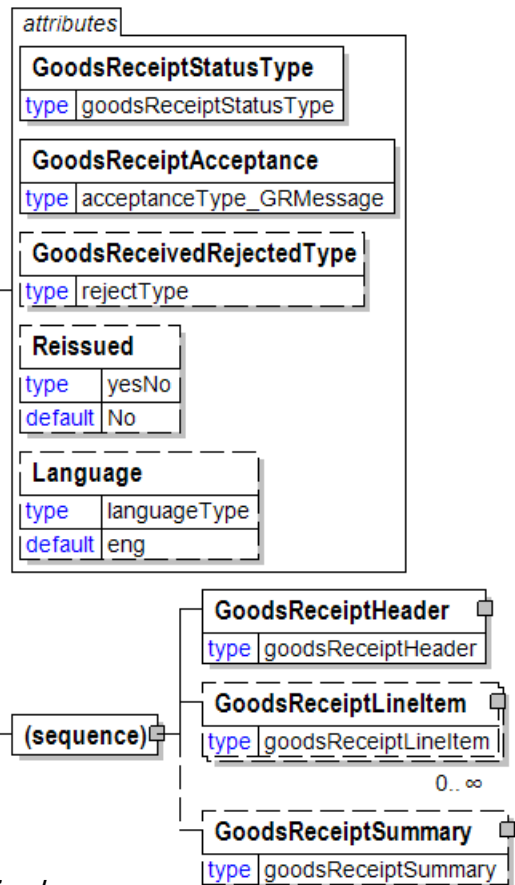 attributes
GoodsReceiptStatusType
type goodsReceiptStatusType
GoodsReceiptAcceptance
type acceptanceType_GRMessage
GoodsReceivedRejectedType
type rejectType
Reissued
type yesNo
default No
Language
type languageType
default eng
GoodsReceiptHeader
type goodsReceiptHeader
GoodsReceiptLineItem
(sequence)
type goodsReceiptLineItem
0.. ∞
GoodsReceiptSummary
type goodsReceiptSummary